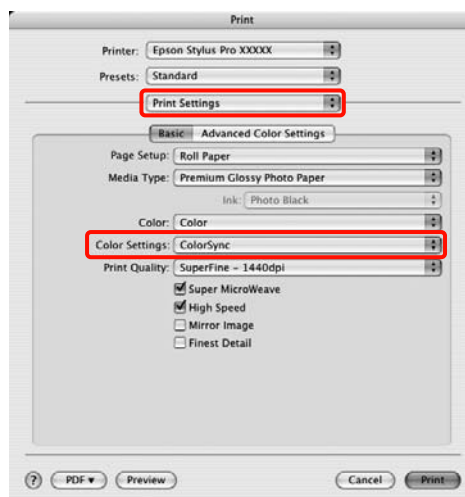 Print
Printer: Epson Stylus Pro XXXXX
Presets: Standard
Print Settings
Basic Advanced Color Settings
Page Setup: Roll Paper
Media Type: Premium Glossy Photo Paper
Ink: Photo Black
Color: Color
Color Settings: ColorSync
Print Quality: SuperFine – 1440dpi
Super MicroWeave
High Speed
Mirror Image
Finest Detail
? PDF▼ Preview Cancel Print